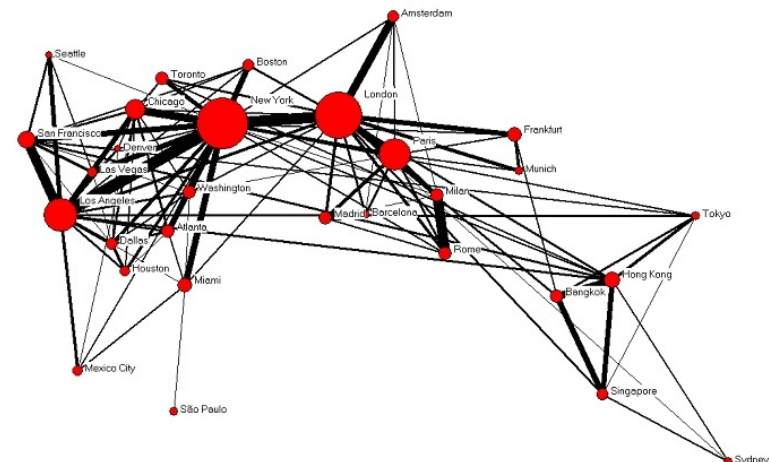 Amsterdam
Seattle
Boston
Toronto
London
New York
Chicago
Frankfurt
San Francisco
Paris
Denver
Las Vegas
Munich
Washington
Milan
Los Angeles
Madrid
Barcelona
Tokyo
Atlanta
Dallas
Rome
Houston
Hong Kong
Miami
Bangkok
Mexico City
Singapore
São Paulo
Sydney